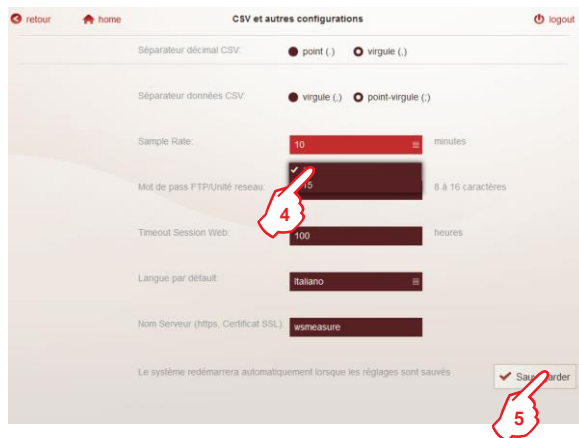 retour home CSV et autres configurations logout
Séparateur décimal CSV: point (.) virgule (,)
Séparateur données CSV: virgule (,) point-virgule (;)
Sample Rate: 10 minutes
15
Mot de pass FTP/Unité reseau: 8 à 16 caractères
4
Timeout Session Web: 100 heures
Langue par défault: Italiano
Nom Serveur (https, Certificat SSL): wsmeasure
Le système redémarrera automatiquement lorsque les réglages sont sauvés
5